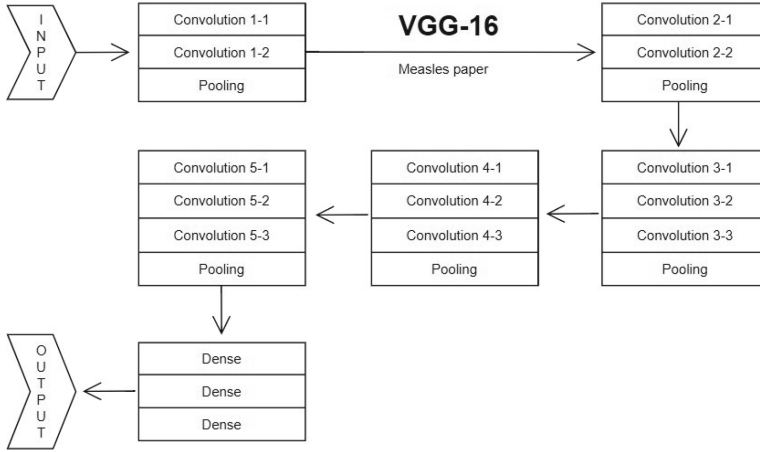 INPUT
Convolution 1-1
Convolution 1-2
Pooling
VGG-16
Measles paper
Convolution 2-1
Convolution 2-2
Pooling
Convolution 3-1
Convolution 3-2
Convolution 3-3
Pooling
Convolution 4-1
Convolution 4-2
Convolution 4-3
Pooling
Convolution 5-1
Convolution 5-2
Convolution 5-3
Pooling
Dense
Dense
Dense
OUTPUT